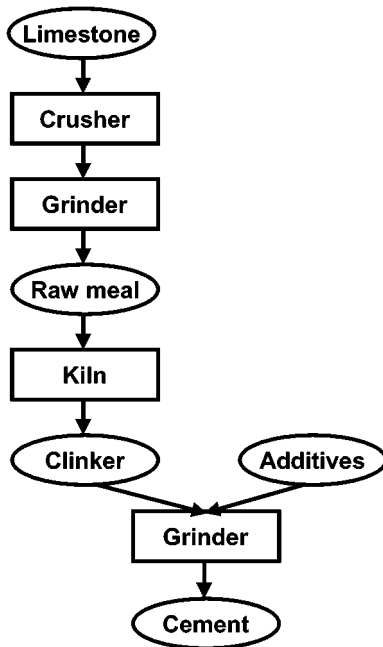 Limestone
Crusher
Grinder
Raw meal
Kiln
Clinker
Additives
Grinder
Cement